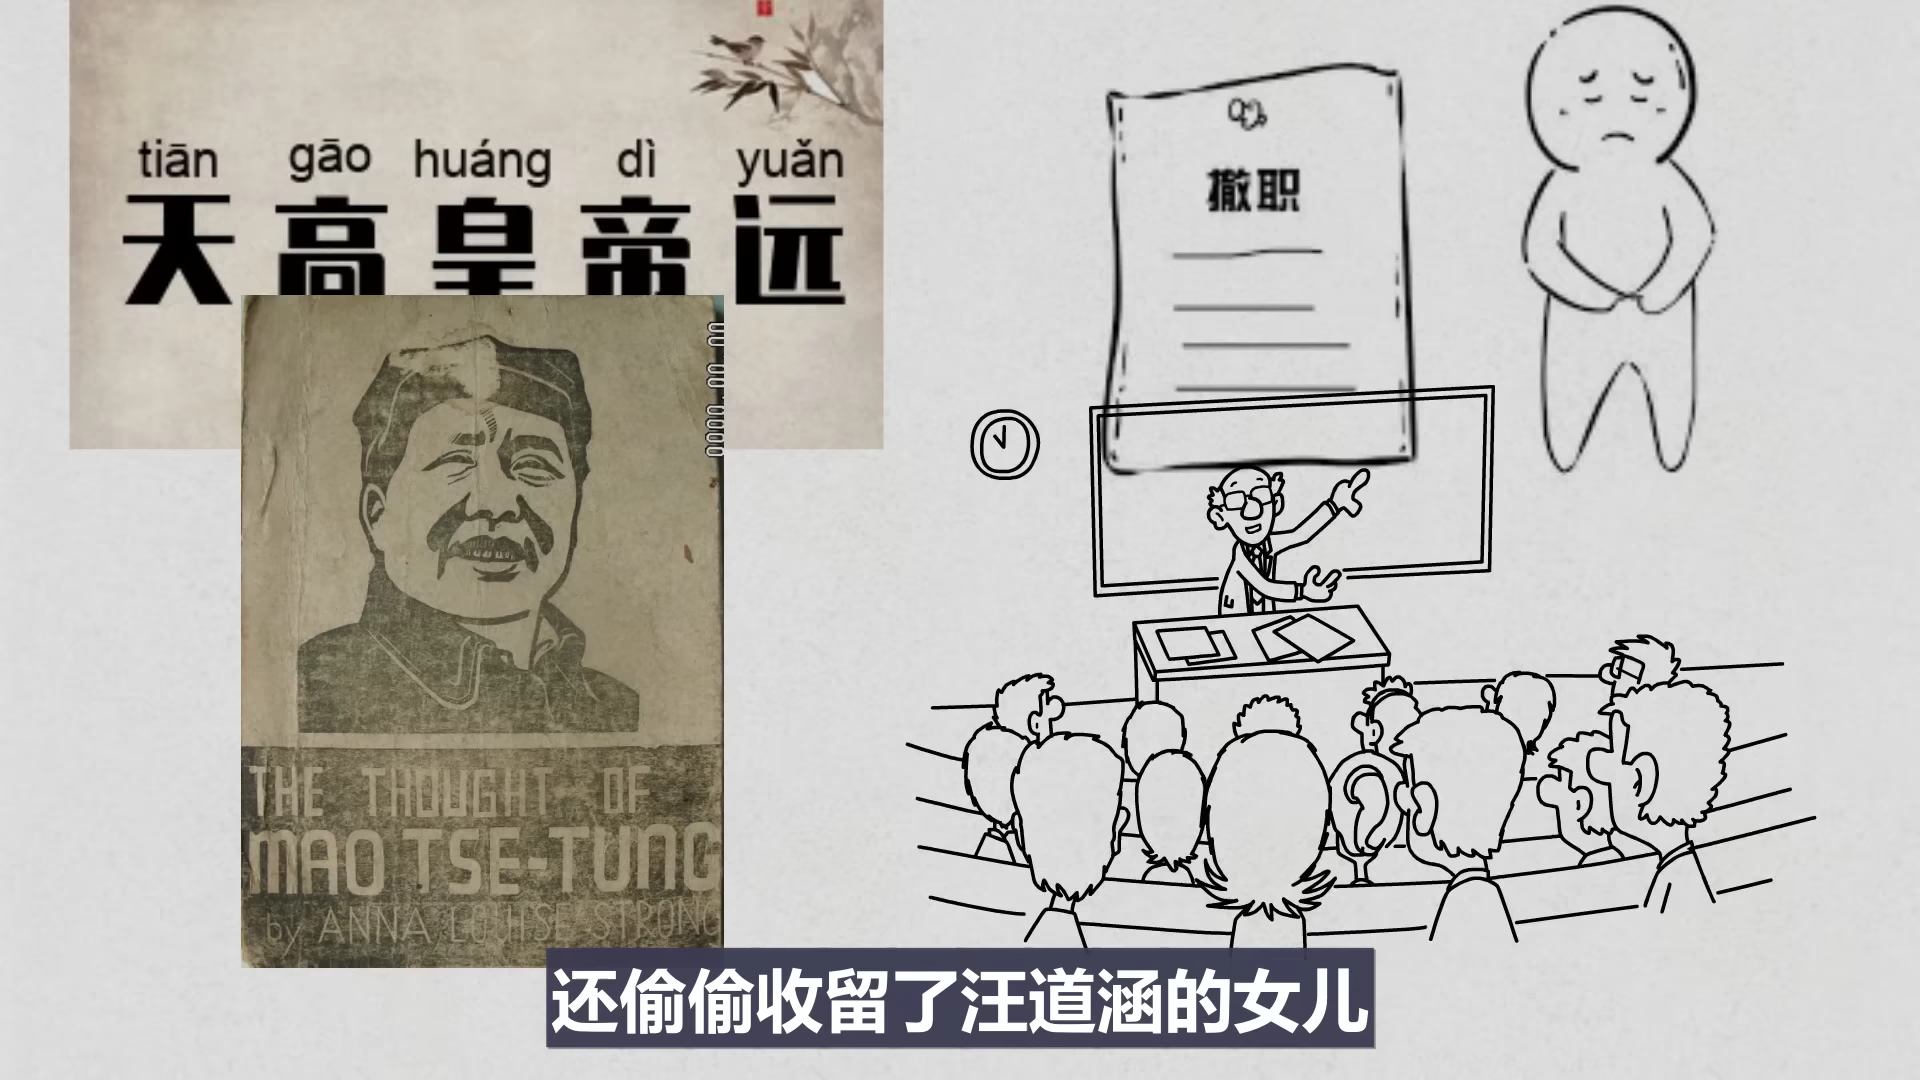 tiān gāo huáng dì yuǎn
天高皇帝远
撤职
THE THOUGHT OF
MAO TSE-TUNG
by ANNA LOUISE STRONG
还偷偷收留了汪道涵的女儿